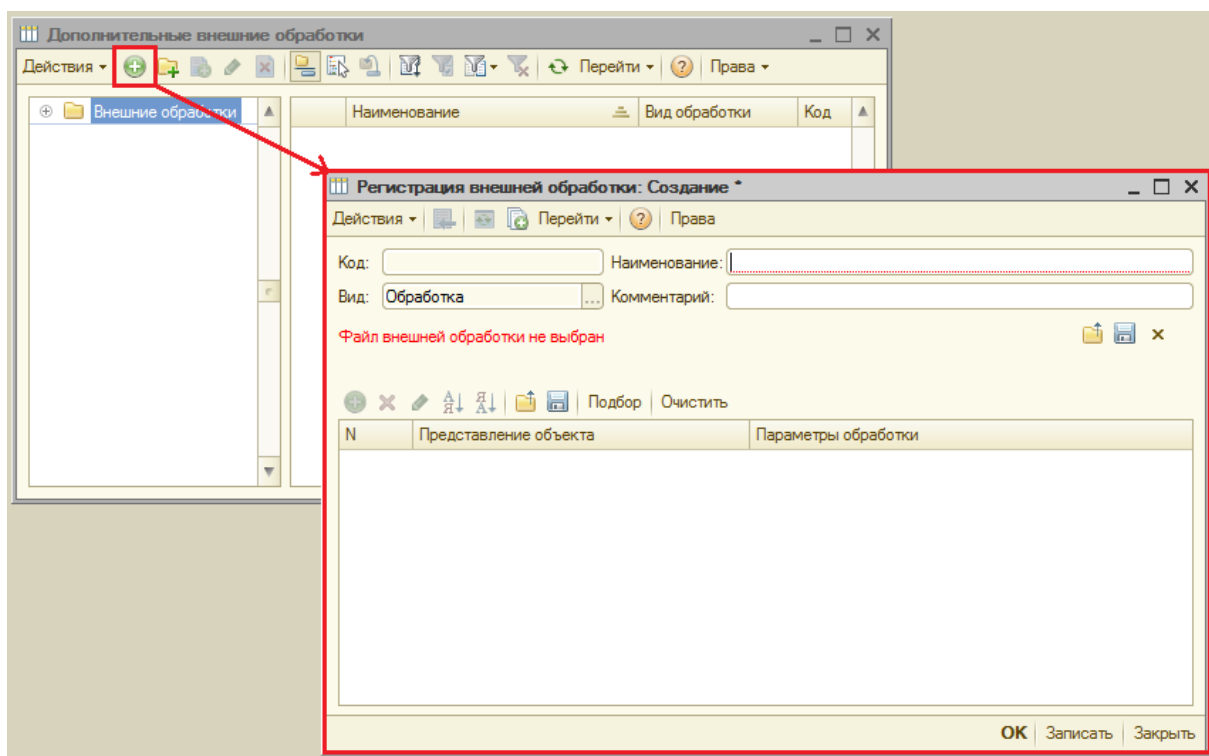 Дополнительные внешние обработки
Действия Перейти Права
Внешние обработки
Наименование Вид обработки Код
Регистрация внешней обработки: Создание *
Действия Перейти Права
Код: Наименование:
Вид: Обработка ... Комментарий:
Файл внешней обработки не выбран
Подбор Очистить
N Представление объекта Параметры обработки
OK Записать Закрыть